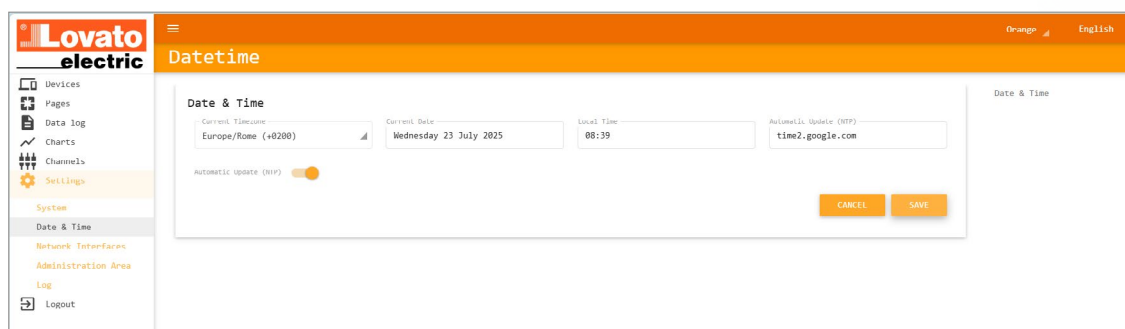 Lovato
electric
Orange
English
Datetime
Devices
Pages
Data log
Charts
Channels
Settings
System
Date & Time
Network Interfaces
Administration Area
Log
Logout
Date & Time
Current Timezone
Current Date
Local Time
Automatic Update (NTP)
Europe/Rome (+0200)
Wednesday 23 July 2025
08:39
time2.google.com
Automatic Update (NTP)
CANCEL
SAVE
Date & Time